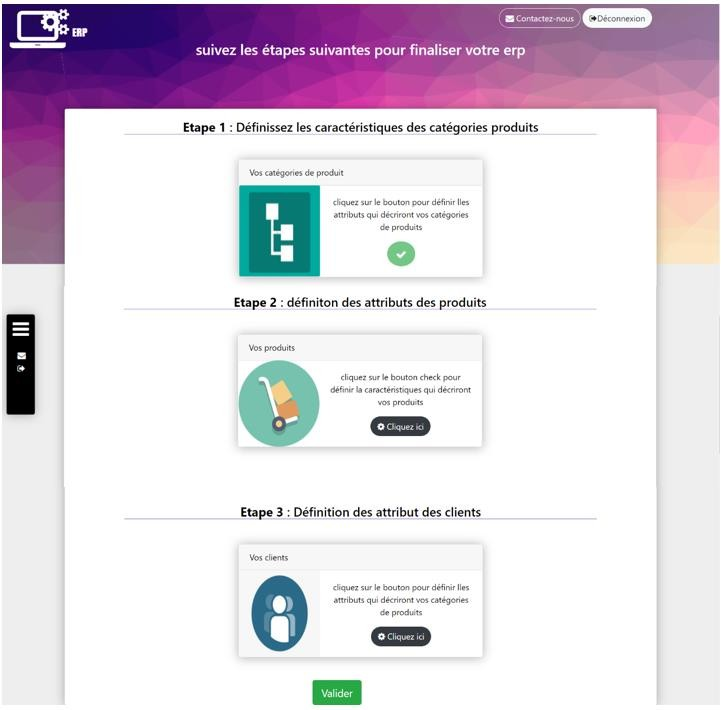 ERP
Contactez-nous
Déconnexion
suivez les étapes suivantes pour finaliser votre erp
Etape 1 : Définissez les caractéristiques des catégories produits
Vos catégories de produit
cliquez sur le bouton pour définir lles
attributs qui décriront vos catégories
de produits
Etape 2 : définiton des attributs des produits
Vos produits
cliquez sur le bouton check pour
définir la caractéristiques qui décriront
vos produits
Cliquez ici
Etape 3 : Définition des attribut des clients
Vos clients
cliquez sur le bouton pour définir lles
attributs qui décriront vos catégories
de produits
Cliquez ici
Valider